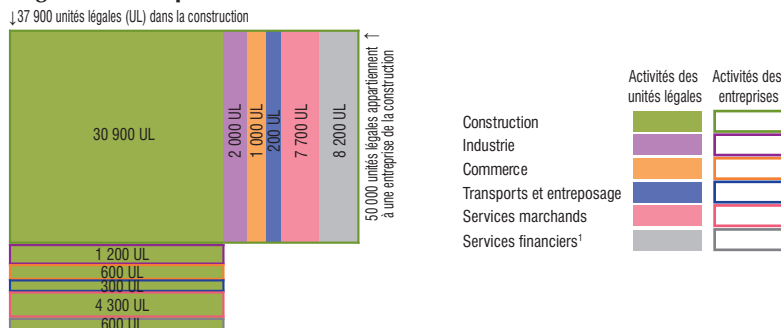 ↓37 900 unités légales (UL) dans la construction
30 900 UL
2 000 UL
1 000 UL
200 UL
7 700 UL
8 200 UL
50 000 unités légales appartiennent ↑
à une entreprise de la construction
1 200 UL
600 UL
300 UL
4 300 UL
600 UL
Activités des unités légales
Activités des entreprises
Construction
Industrie
Commerce
Transports et entreposage
Services marchands
Services financiers¹